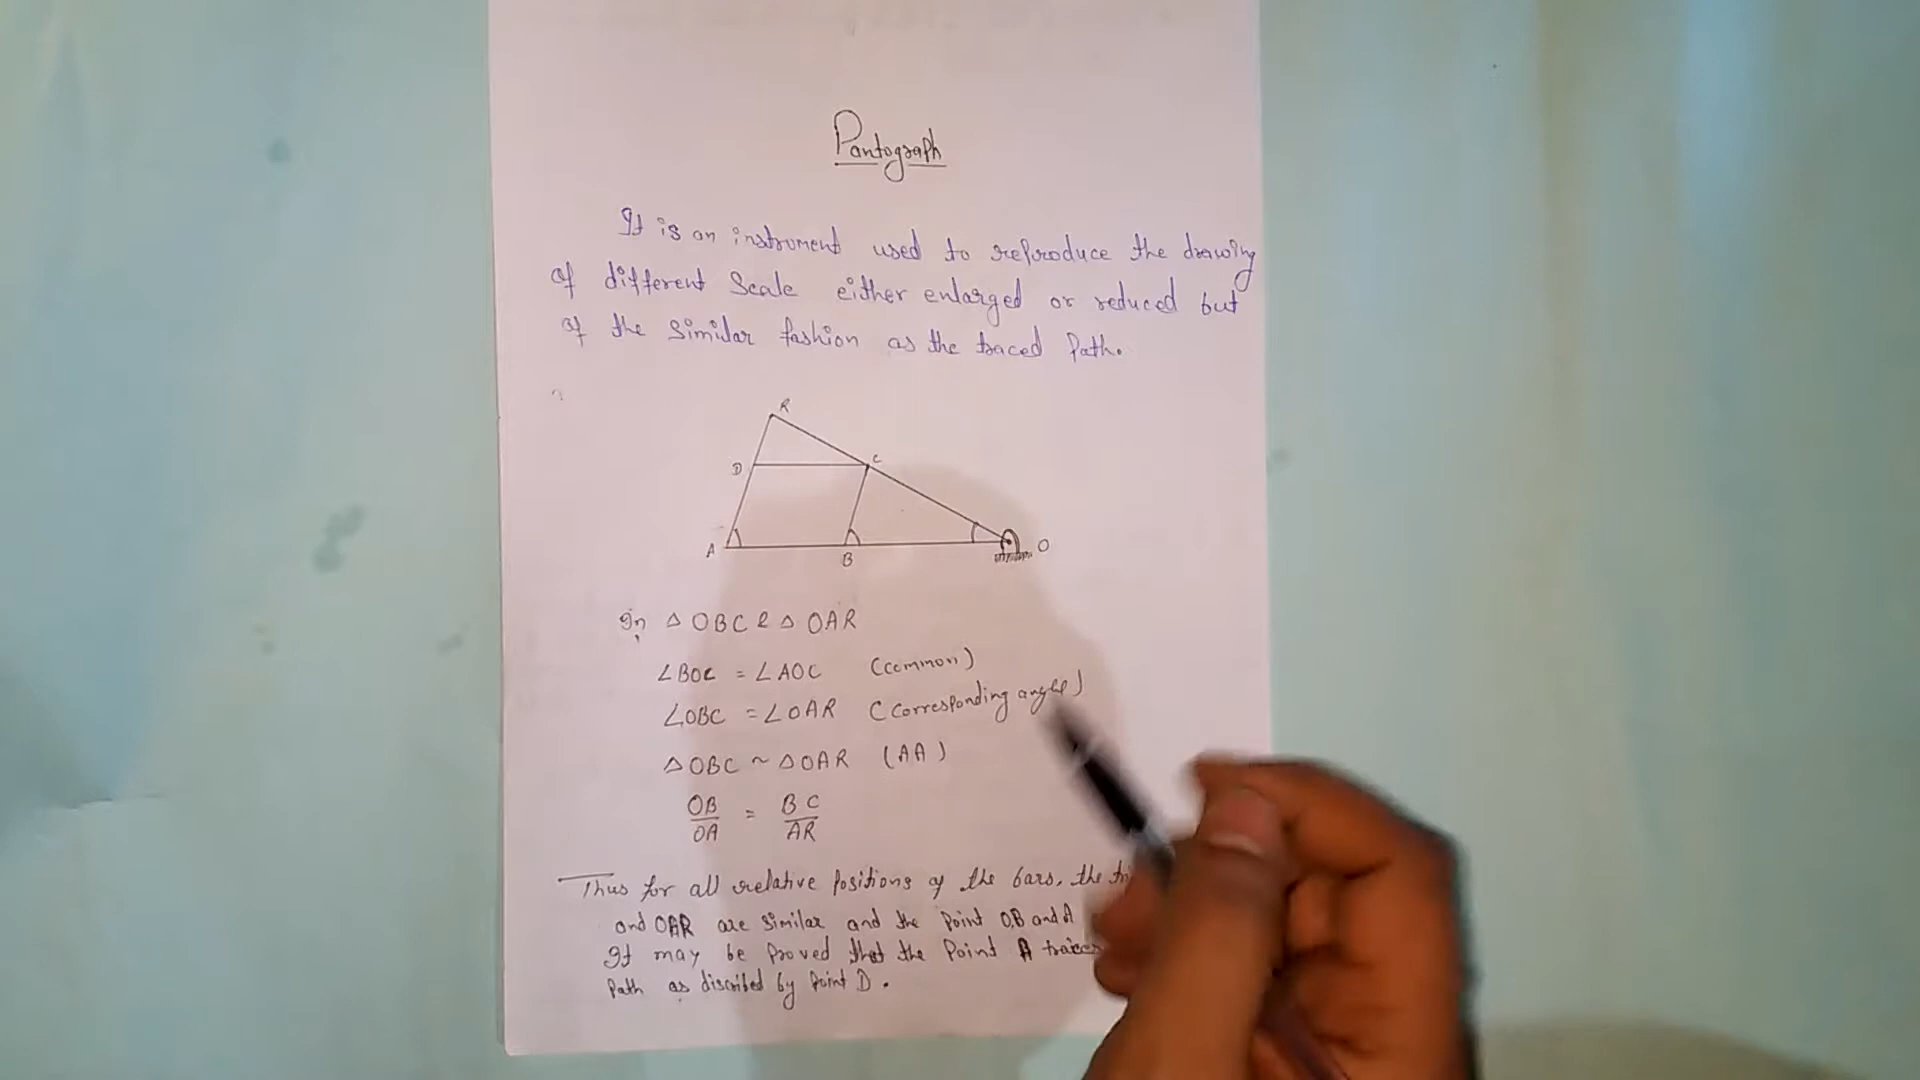 Pantograph
It is an instrument used to reproduce the drawing
of different Scale either enlarged or reduced but
of the Similar fashion as the traced Path.
R
D
C
A
B
O
In △ OBC & △ OAR
∠BOC = ∠AOC (common)
∠OBC = ∠OAR (Corresponding angle)
△OBC ~ △OAR (AA)
OB/OA = BC/AR
Thus for all relative Positions of the bars, the
and OAR are Similar and the Point O,B and A
It may be Proved that the Point A traces
Path as discribed by Point D.